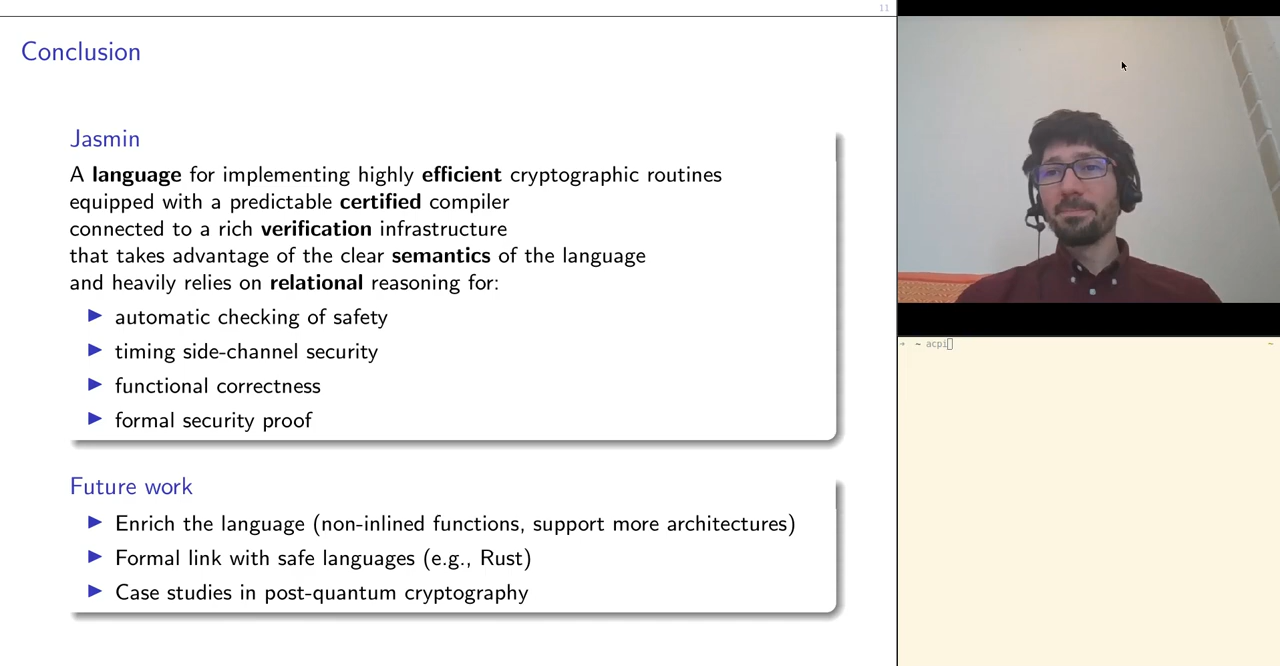 11
Conclusion
Jasmin
A language for implementing highly efficient cryptographic routines
equipped with a predictable certified compiler
connected to a rich verification infrastructure
that takes advantage of the clear semantics of the language
and heavily relies on relational reasoning for:
▶ automatic checking of safety
▶ timing side-channel security
▶ functional correctness
▶ formal security proof
Future work
▶ Enrich the language (non-inlined functions, support more architectures)
▶ Formal link with safe languages (e.g., Rust)
▶ Case studies in post-quantum cryptography
→ ~ acpi ~